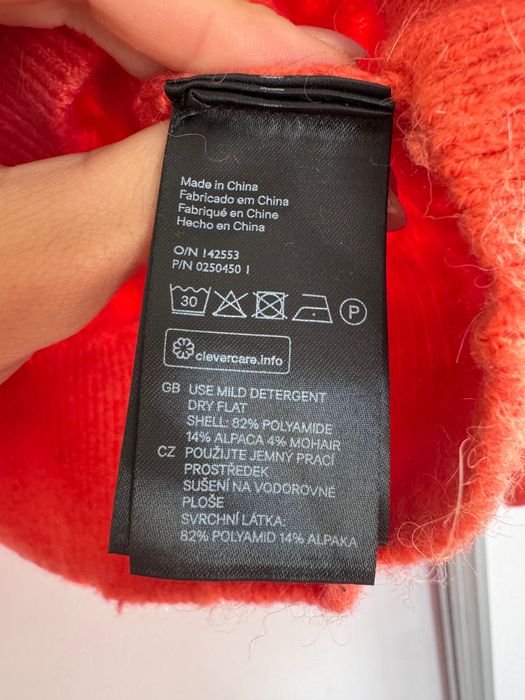 Made in China
Fabricado em China
Fabriqué en Chine
Hecho en China
O/N 142553
P/N 0250450 1
30 P
clevercare.info
GB USE MILD DETERGENT
DRY FLAT
SHELL: 82% POLYAMIDE
14% ALPACA 4% MOHAIR
CZ POUŽIJTE JEMNÝ PRACÍ
PROSTŘEDEK
SUŠENÍ NA VODOROVNÉ
PLOŠE
SVRCHNÍ LÁTKA:
82% POLYAMID 14% ALPAKA